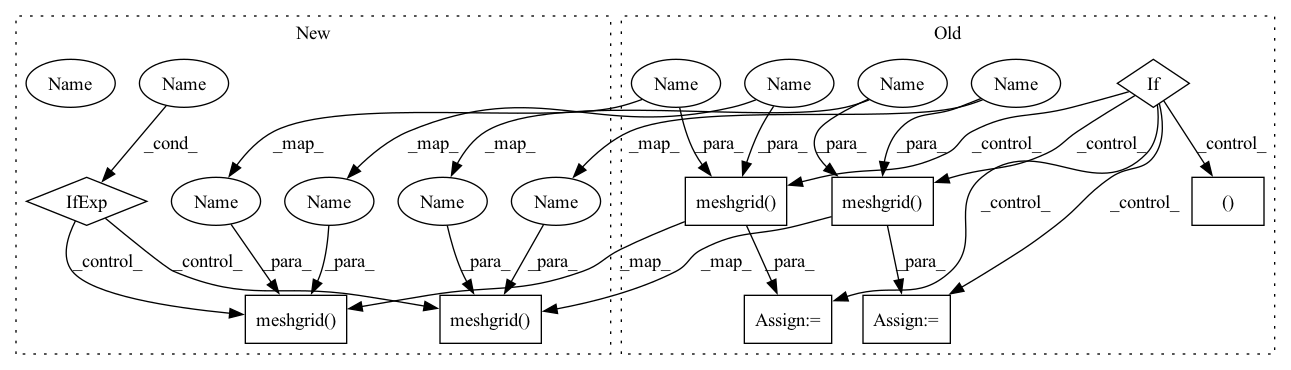 New
Old
Name
Name
Name
Name
Name
Name
If
_cond_
_map_
_map_
_map_
_map_
_para_
_para_
_para_
_para_
_control_
_control_
_control_
IfExp
Name
Name
Name
Name
meshgrid()
meshgrid()
()
_control_
_control_
_control_
_control_
_para_
_para_
_para_
_para_
_map_
_map_
_para_
_para_
meshgrid()
meshgrid()
Assign:=
Assign:=